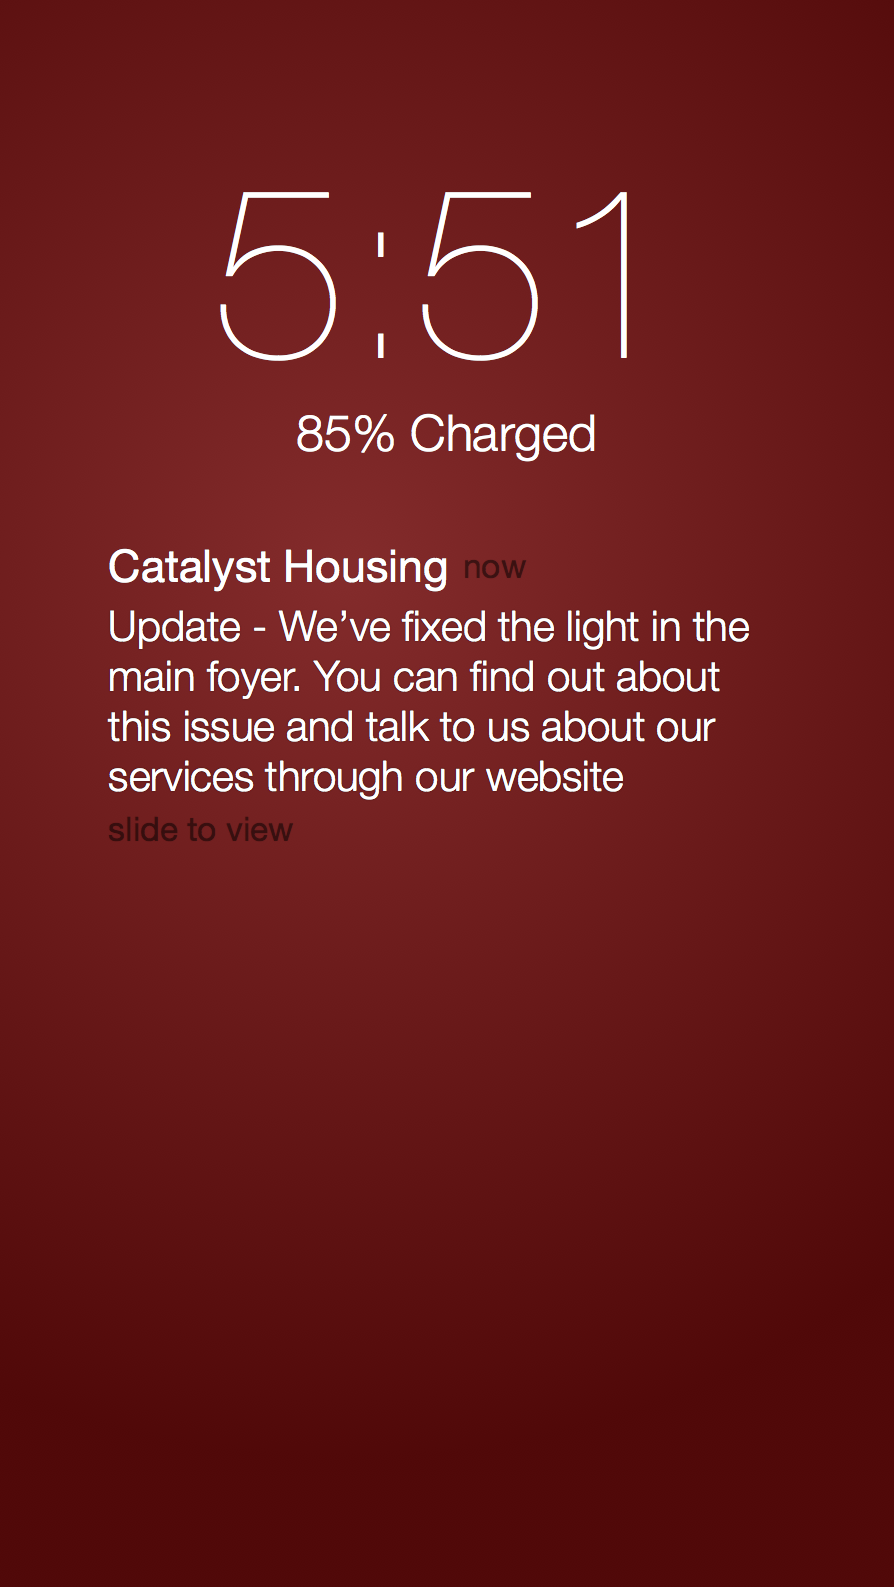 5:51
85% Charged
Catalyst Housing now
Update - We’ve fixed the light in the
main foyer. You can find out about
this issue and talk to us about our
services through our website
slide to view